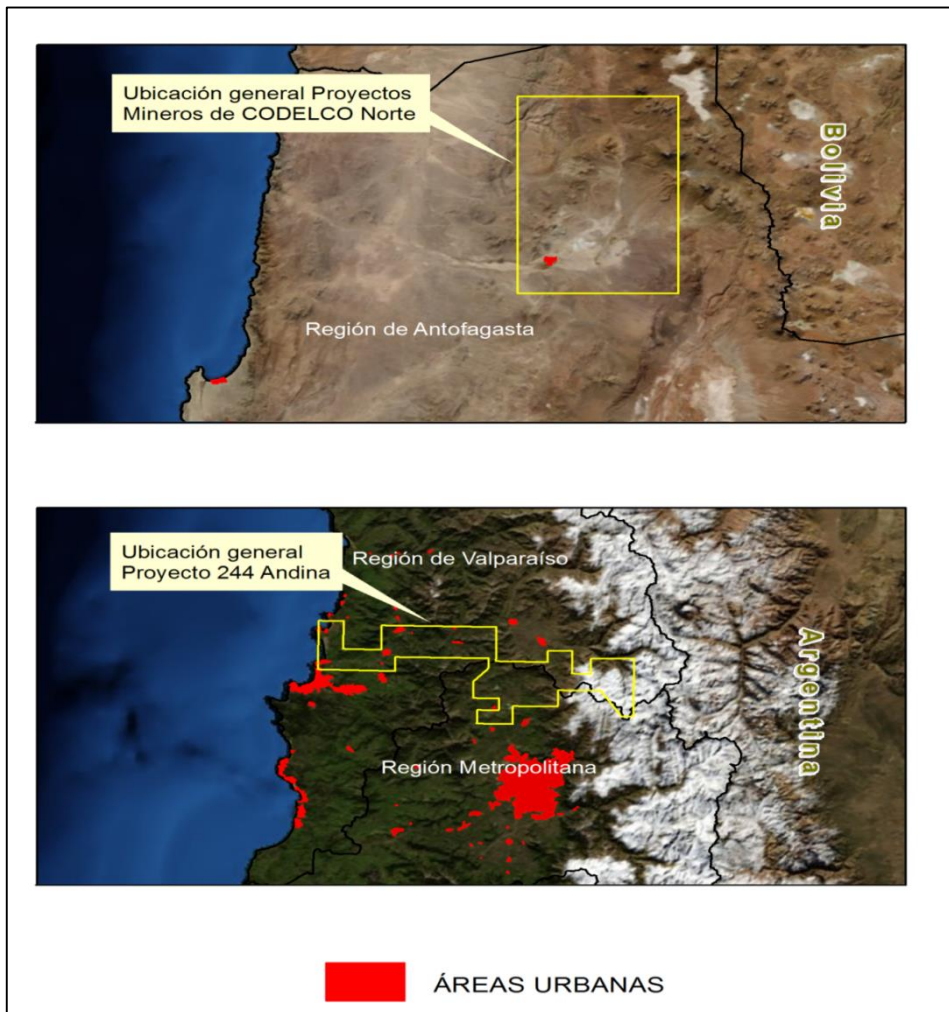 Ubicación general Proyectos
Mineros de CODELCO Norte
Bolivia
Región de Antofagasta
Ubicación general
Proyecto 244 Andina
Región de Valparaíso
Argentina
Región Metropolitana
ÁREAS URBANAS